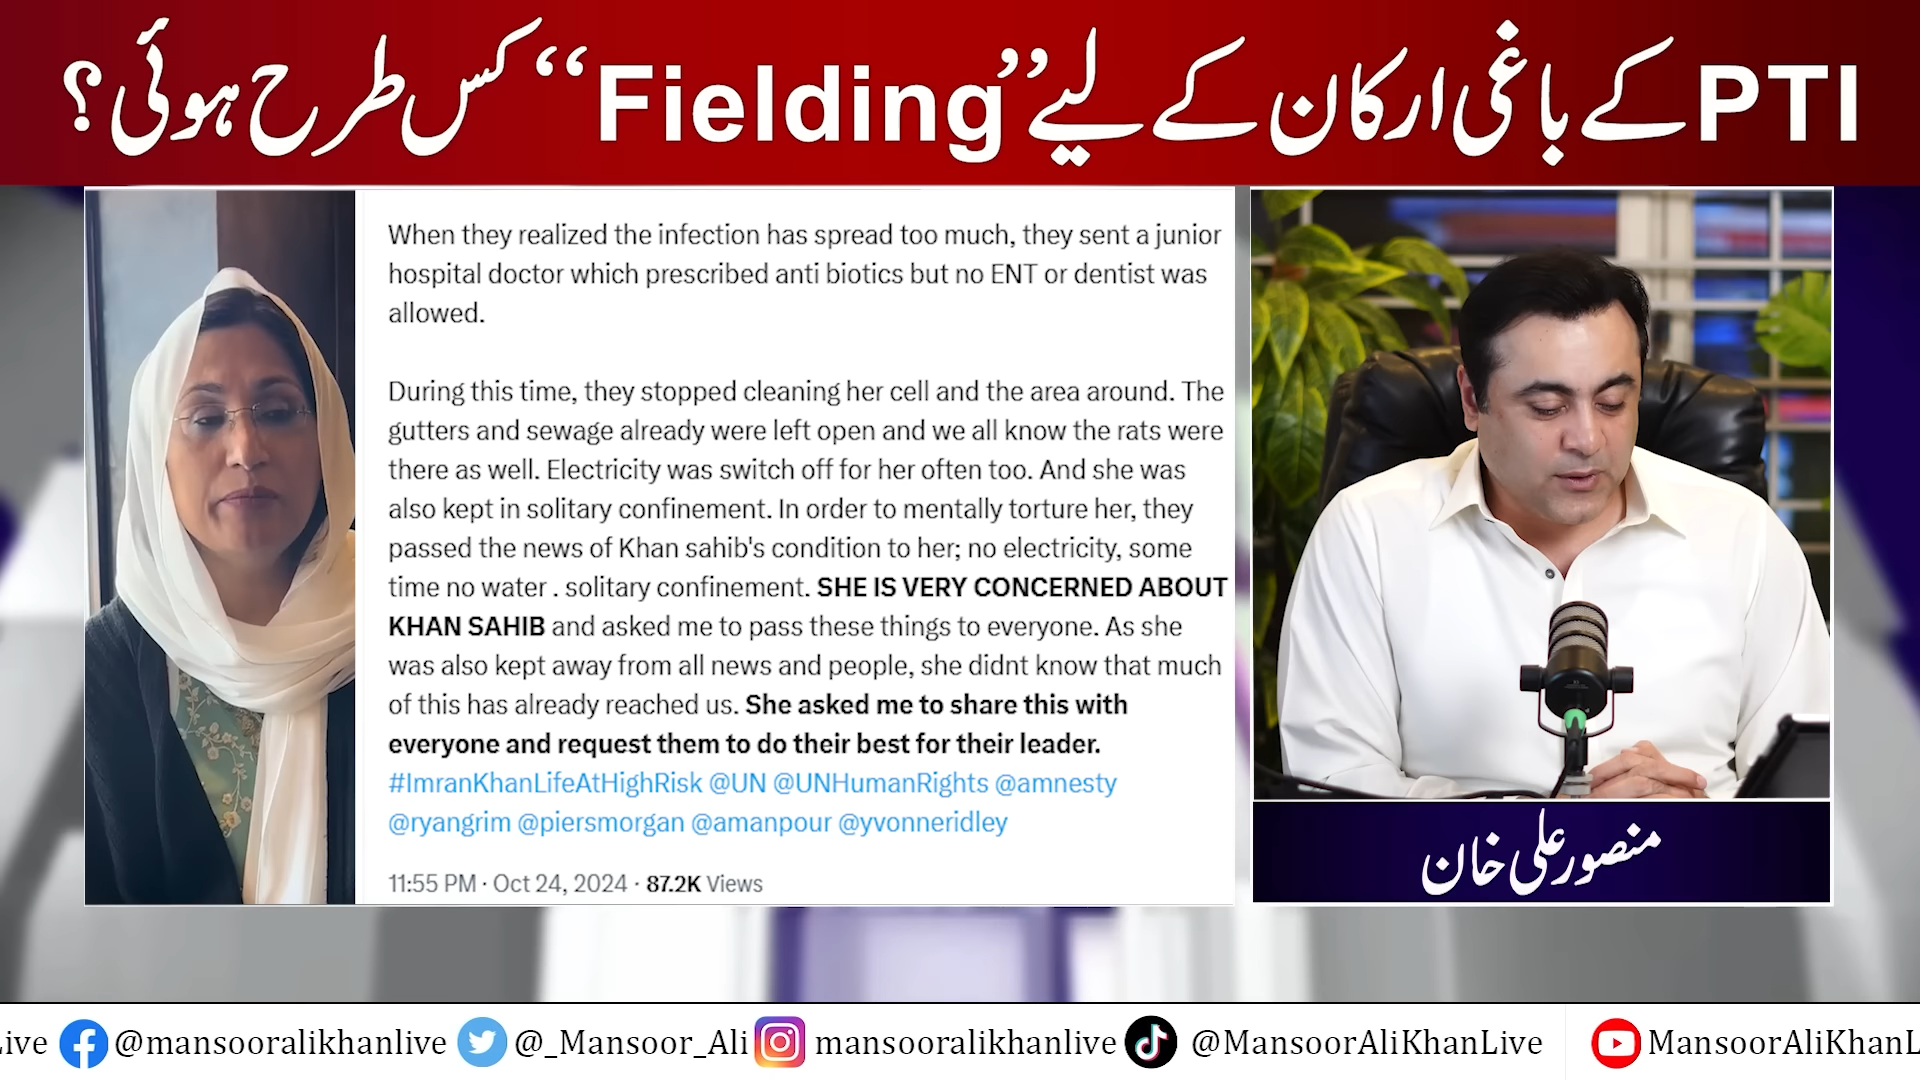 PTI کے باغی ارکان کے لیے ”Fielding“ کس طرح ہوئی؟
When they realized the infection has spread too much, they sent a junior
hospital doctor which prescribed anti biotics but no ENT or dentist was
allowed.
During this time, they stopped cleaning her cell and the area around. The
gutters and sewage already were left open and we all know the rats were
there as well. Electricity was switch off for her often too. And she was
also kept in solitary confinement. In order to mentally torture her, they
passed the news of Khan sahib's condition to her; no electricity, some
time no water . solitary confinement. SHE IS VERY CONCERNED ABOUT
KHAN SAHIB and asked me to pass these things to everyone. As she
was also kept away from all news and people, she didnt know that much
of this has already reached us. She asked me to share this with
everyone and request them to do their best for their leader.
#ImranKhanLifeAtHighRisk @UN @UNHumanRights @amnesty
@ryangrim @piersmorgan @amanpour @yvonneridley
11:55 PM · Oct 24, 2024 · 87.2K Views
منصور علی خان
ive @mansooralikhanlive @_Mansoor_Ali mansooralikhanlive @MansoorAliKhanLive MansoorAliKhanL